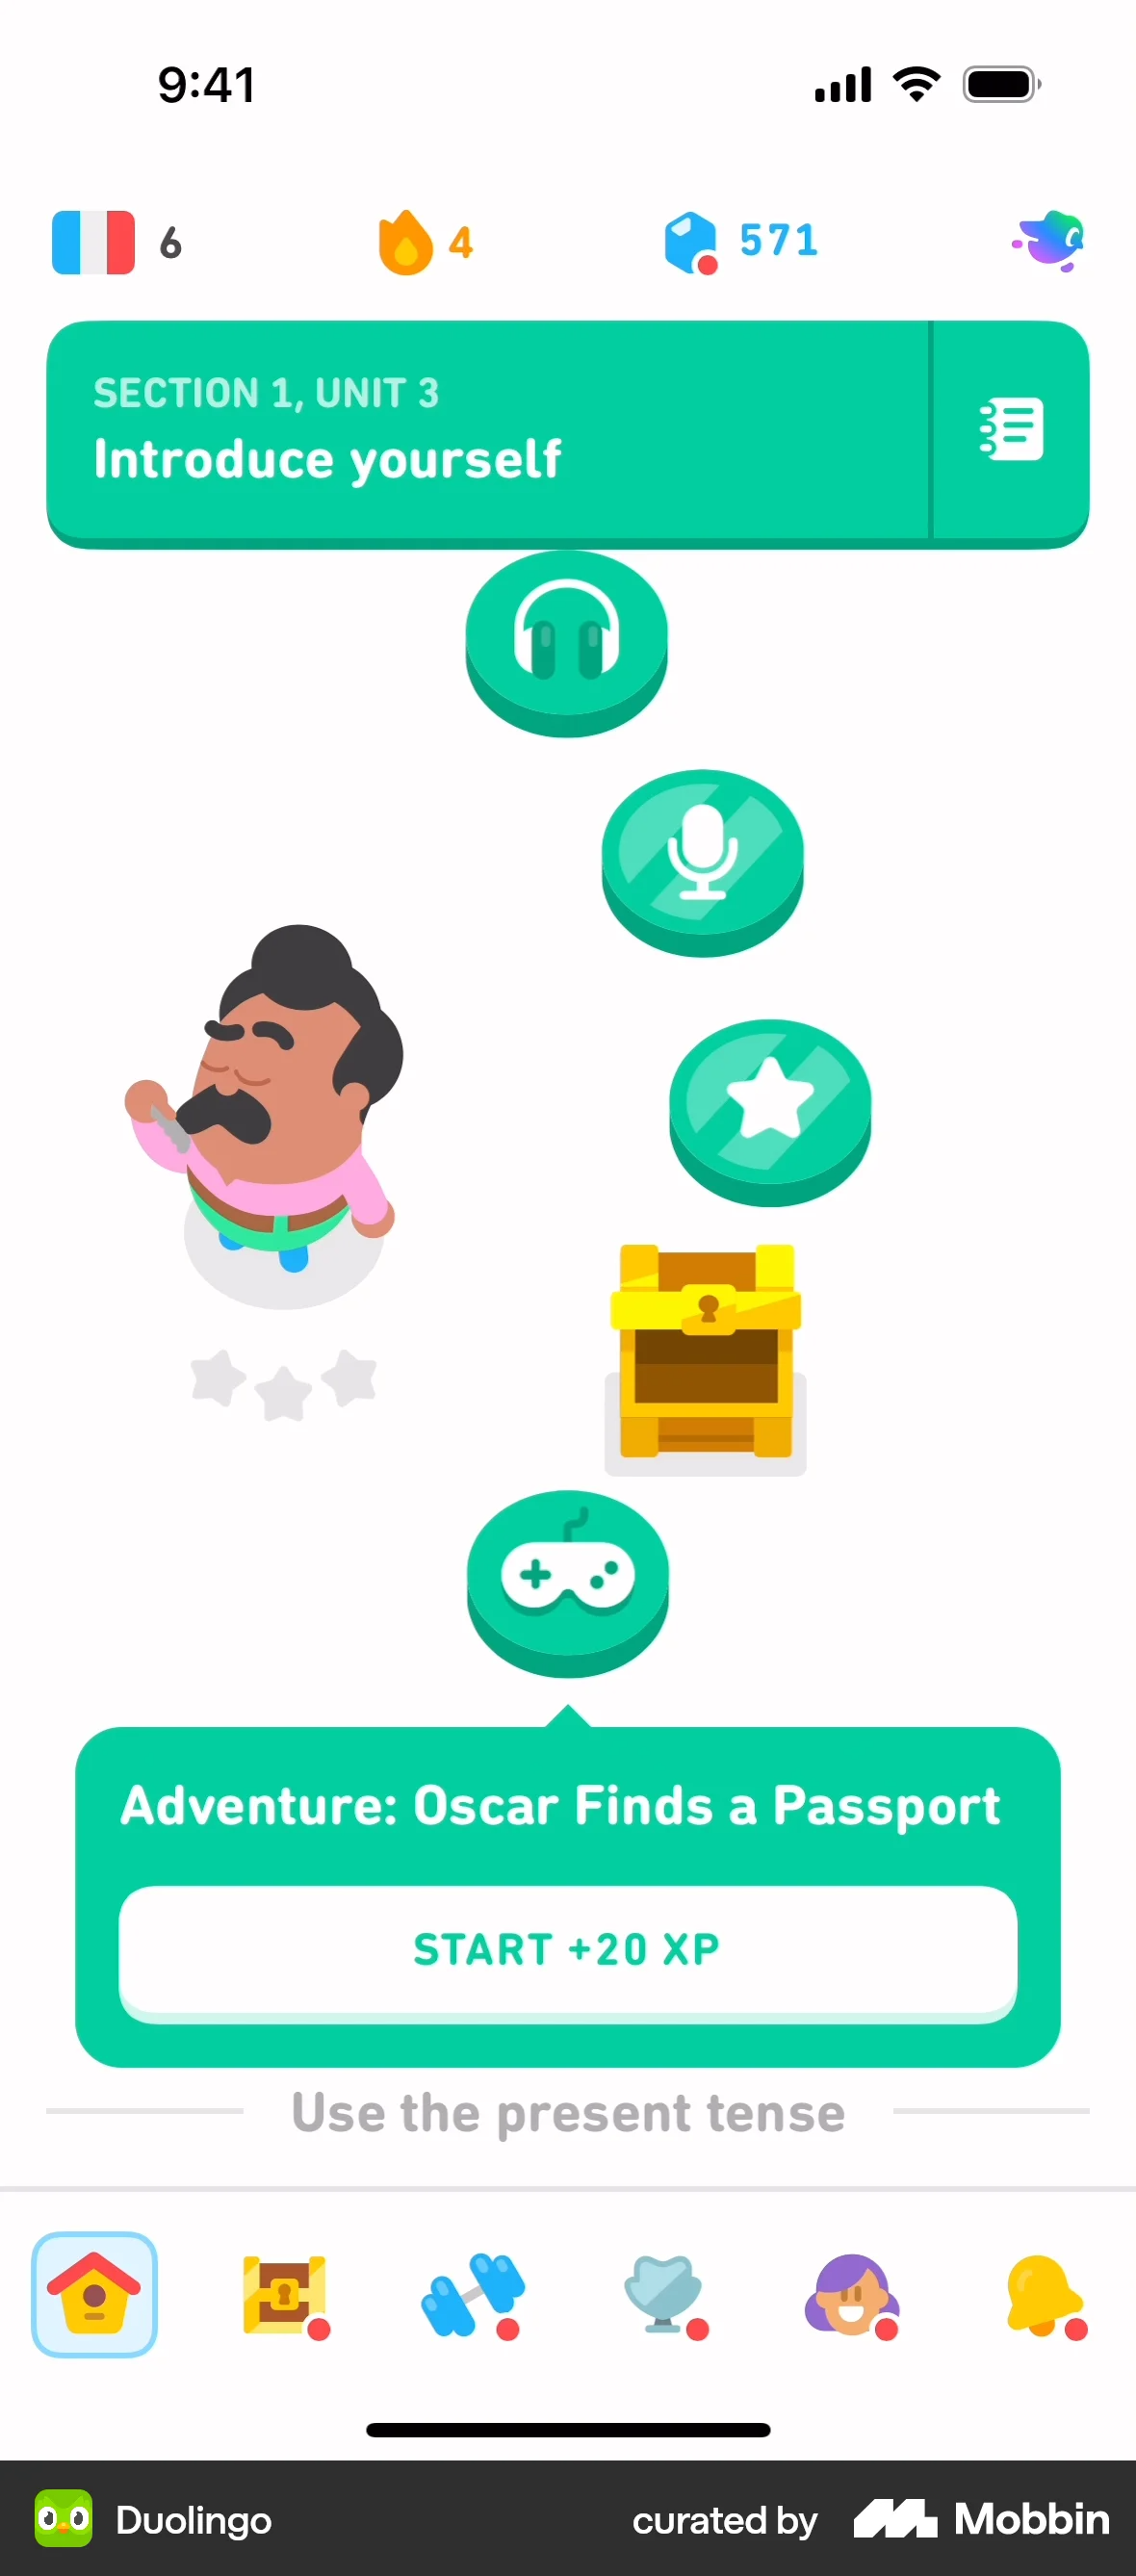 9:41
6
4
571
SECTION 1, UNIT 3
Introduce yourself
Adventure: Oscar Finds a Passport
START +20 XP
Use the present tense
Duolingo
curated by Mobbin